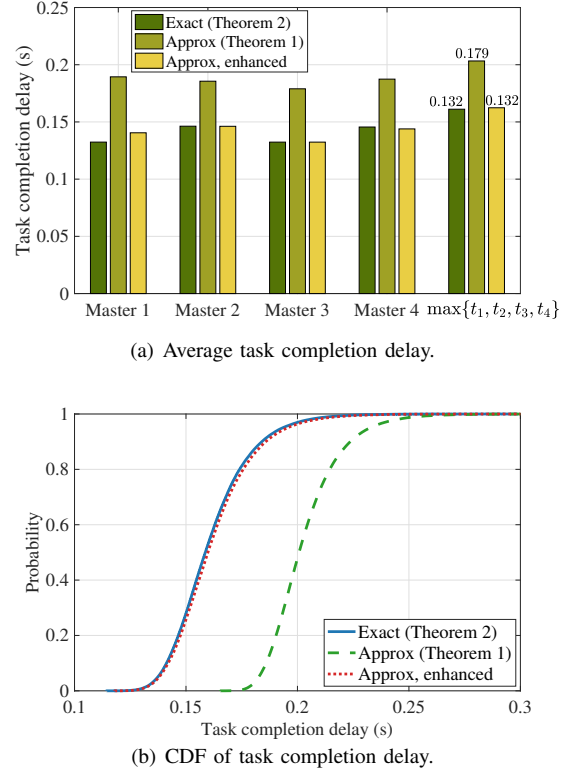 0.25
0.2
0.15
0.1
0.05
0
Task completion delay (s)
Exact (Theorem 2)
Approx (Theorem 1)
Approx, enhanced
0.132
0.179
0.132
Master 1 Master 2 Master 3 Master 4 max{t₁, t₂, t₃, t₄}
(a) Average task completion delay.
1
0.8
0.6
0.4
0.2
0
Probability
Exact (Theorem 2)
Approx (Theorem 1)
Approx, enhanced
0.1 0.15 0.2 0.25 0.3
Task completion delay (s)
(b) CDF of task completion delay.